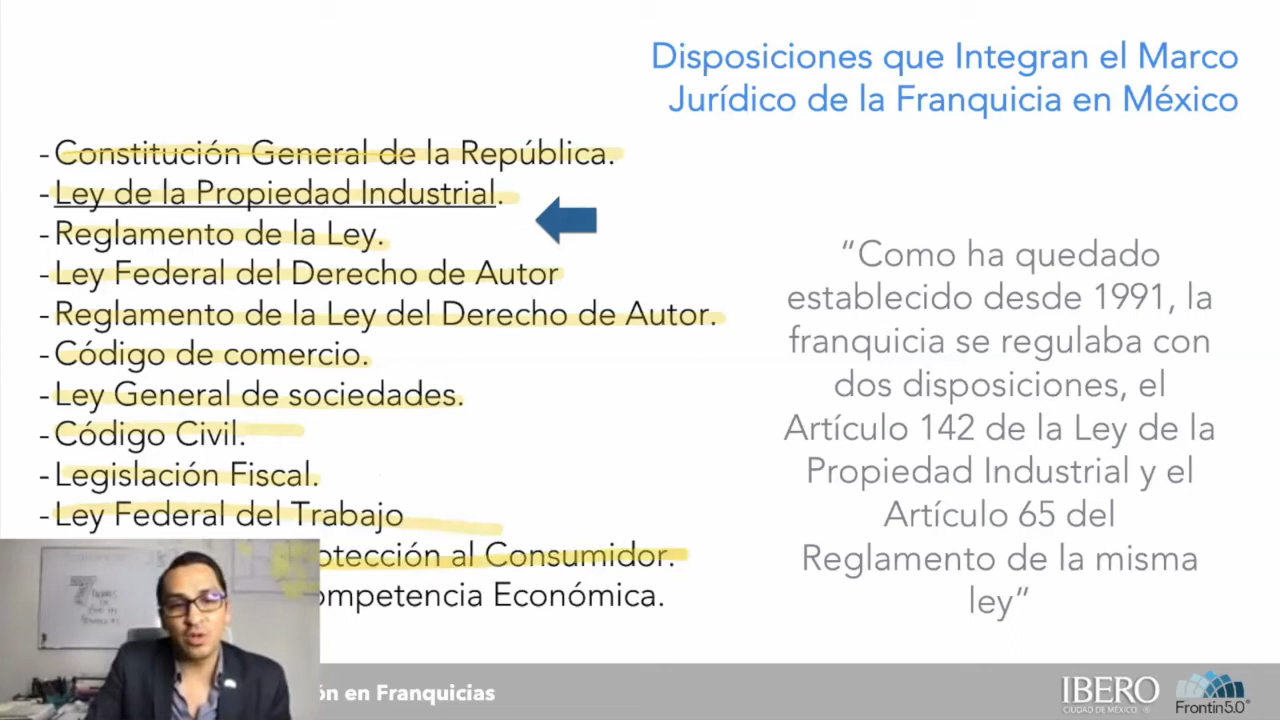 Disposiciones que Integran el Marco
Jurídico de la Franquicia en México
-Constitución General de la República.
-Ley de la Propiedad Industrial.
-Reglamento de la Ley.
-Ley Federal del Derecho de Autor
-Reglamento de la Ley del Derecho de Autor.
-Código de comercio.
-Ley General de sociedades.
-Código Civil.
-Legislación Fiscal.
-Ley Federal del Trabajo
otección al Consumidor.
ompetencia Económica.
“Como ha quedado
establecido desde 1991, la
franquicia se regulaba con
dos disposiciones, el
Artículo 142 de la Ley de la
Propiedad Industrial y el
Artículo 65 del
Reglamento de la misma
ley”
7
ón en Franquicias
IBERO
CIUDAD DE MÉXICO ®
Frontin5.0®